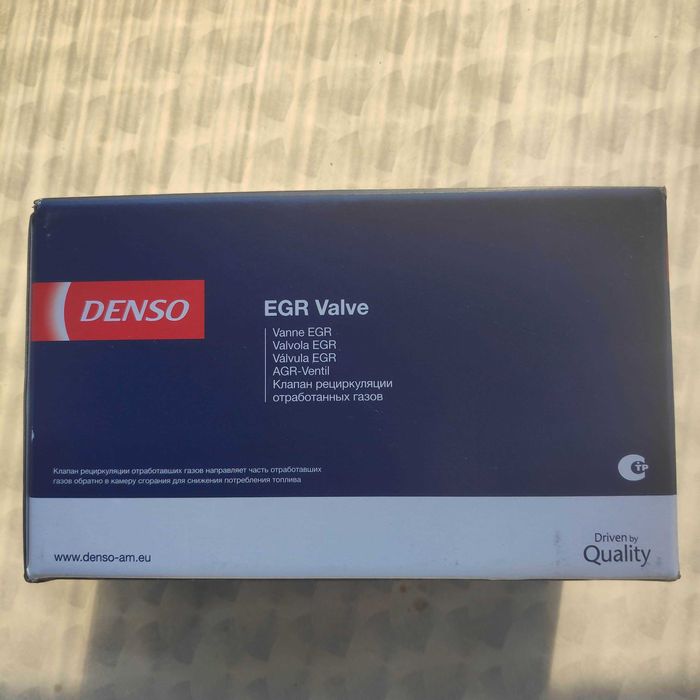 DENSO
EGR Valve
Vanne EGR
Valvola EGR
Válvula EGR
AGR-Ventil
Клапан рециркуляции
отработанных газов
Клапан рециркуляции отработавших газов направляет часть отработавших
газов обратно в камеру сгорания для снижения потребления топлива
СТР
www.denso-am.eu
Driven by
Quality